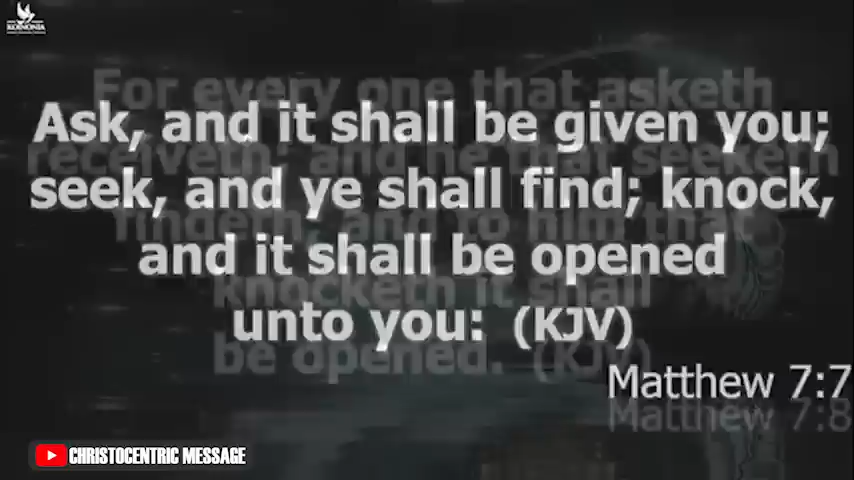 KOINONIA
Ask, and it shall be given you;
seek, and ye shall find; knock,
and it shall be opened
unto you: (KJV)
Matthew 7:7
For every one that asketh
receiveth; and he that seeketh
findeth; and to him that
knocketh it shall
be opened. (KJV)
Matthew 7:8
CHRISTOCENTRIC MESSAGE